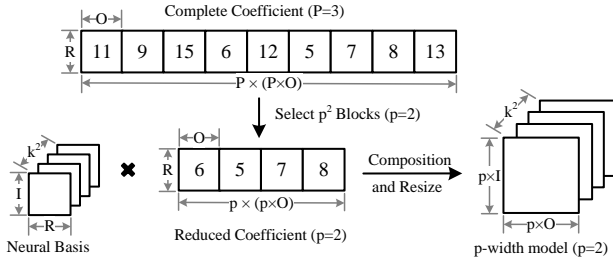 Complete Coefficient (P=3)
O
R
11 9 15 6 12 5 7 8 13
P × (P×O)
Select p² Blocks (p=2)
k²
I
R
Neural Basis
×
O
R
6 5 7 8
p × (p×O)
Reduced Coefficient (p=2)
Composition
and Resize
k²
p×I
p×O
p-width model (p=2)